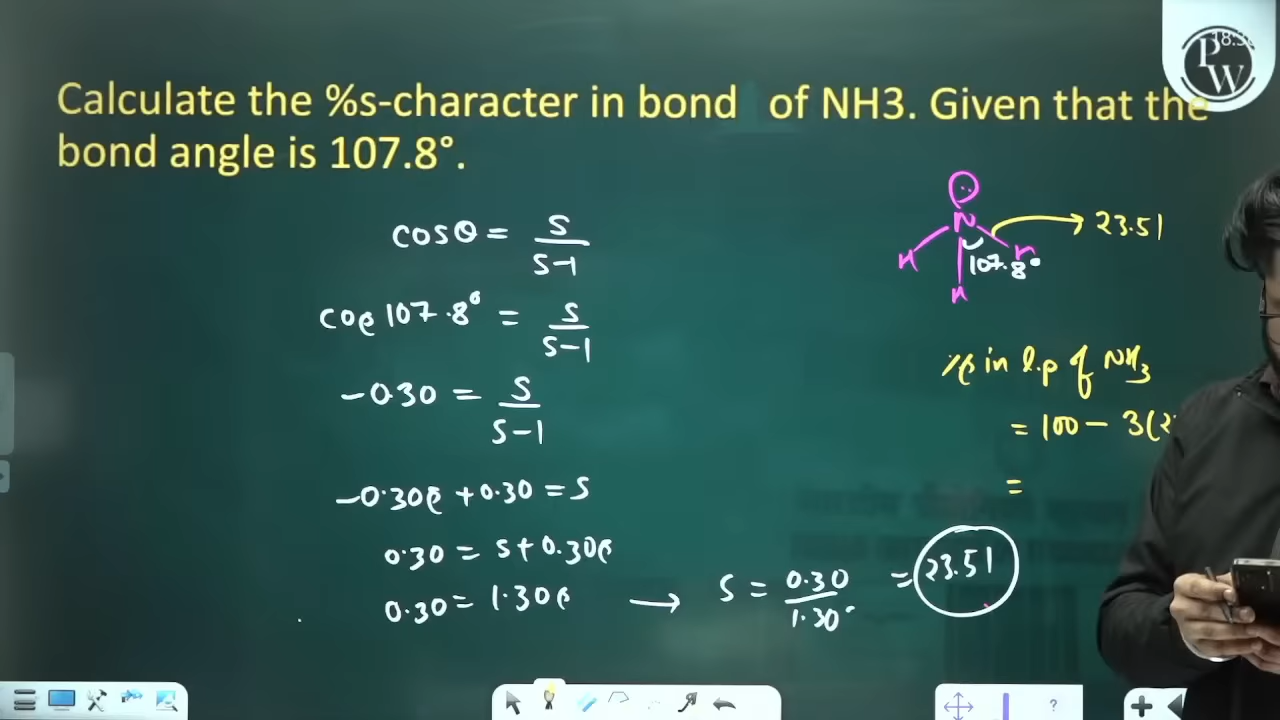 Calculate the %s-character in bond of NH3. Given that the
bond angle is 107.8°.
PW
cosθ = s/s-1
cos 107.8° = s/s-1
-0.30 = s/s-1
-0.30s + 0.30 = s
0.30 = s + 0.30s
0.30 = 1.30s → s = 0.30/1.30 = 23.51
N
H
H
H
107.8°
→ 23.51
%s in l.p of NH3
= 100 - 3(2
=
?